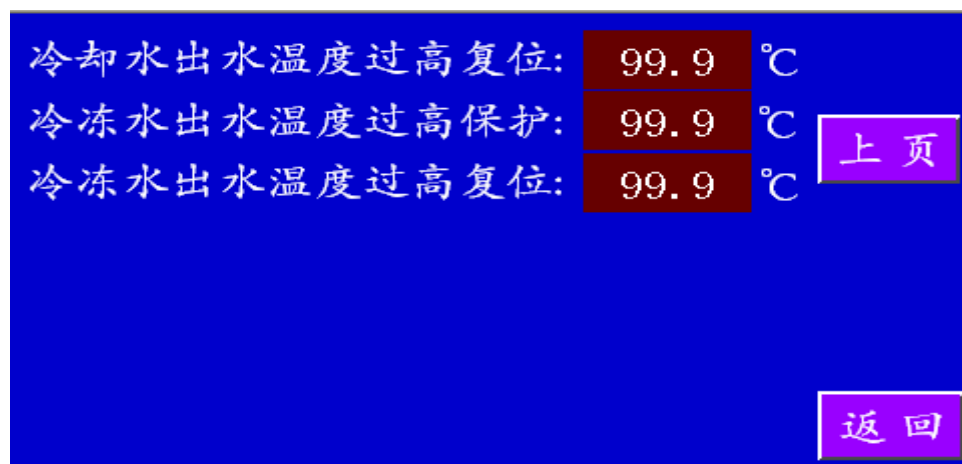 冷却水出水温度过高复位: 99.9 ℃
冷冻水出水温度过高保护: 99.9 ℃
上页
冷冻水出水温度过高复位: 99.9 ℃
返回